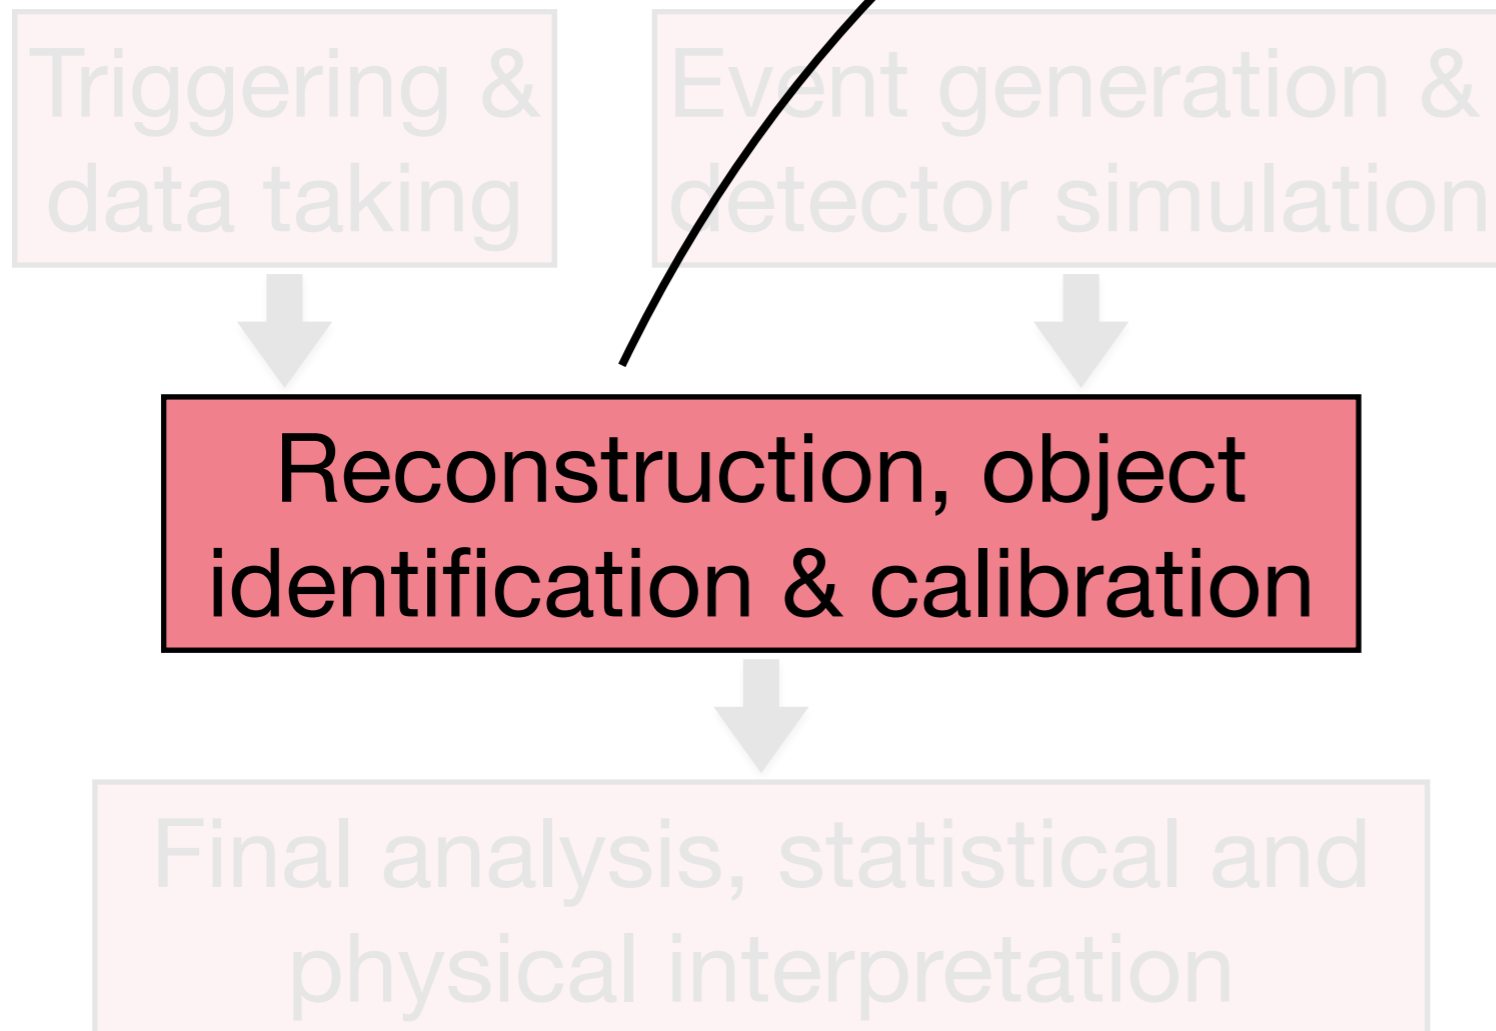 Triggering &
data taking
Event generation &
detector simulation
Reconstruction, object
identification & calibration
Final analysis, statistical and
physical interpretation